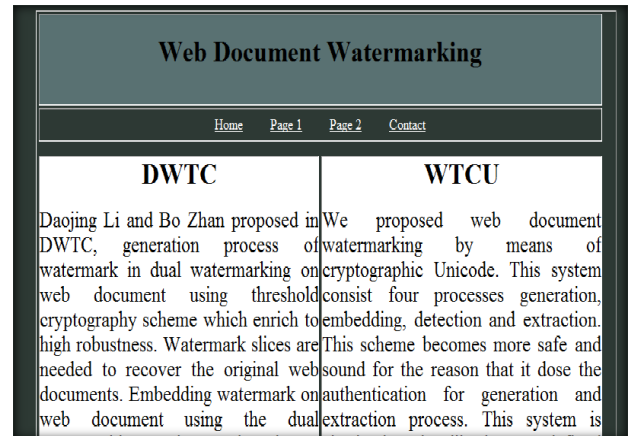 Web Document Watermarking
Home Page 1 Page 2 Contact
DWTC
Daojing Li and Bo Zhan proposed in
DWTC, generation process of
watermark in dual watermarking on
web document using threshold
cryptography scheme which enrich to
high robustness. Watermark slices are
needed to recover the original web
documents. Embedding watermark on
web document using the dual
WTCU
We proposed web document
watermarking by means of
cryptographic Unicode. This system
consist four processes generation,
embedding, detection and extraction.
This scheme becomes more safe and
sound for the reason that it dose the
authentication for generation and
extraction process. This system is